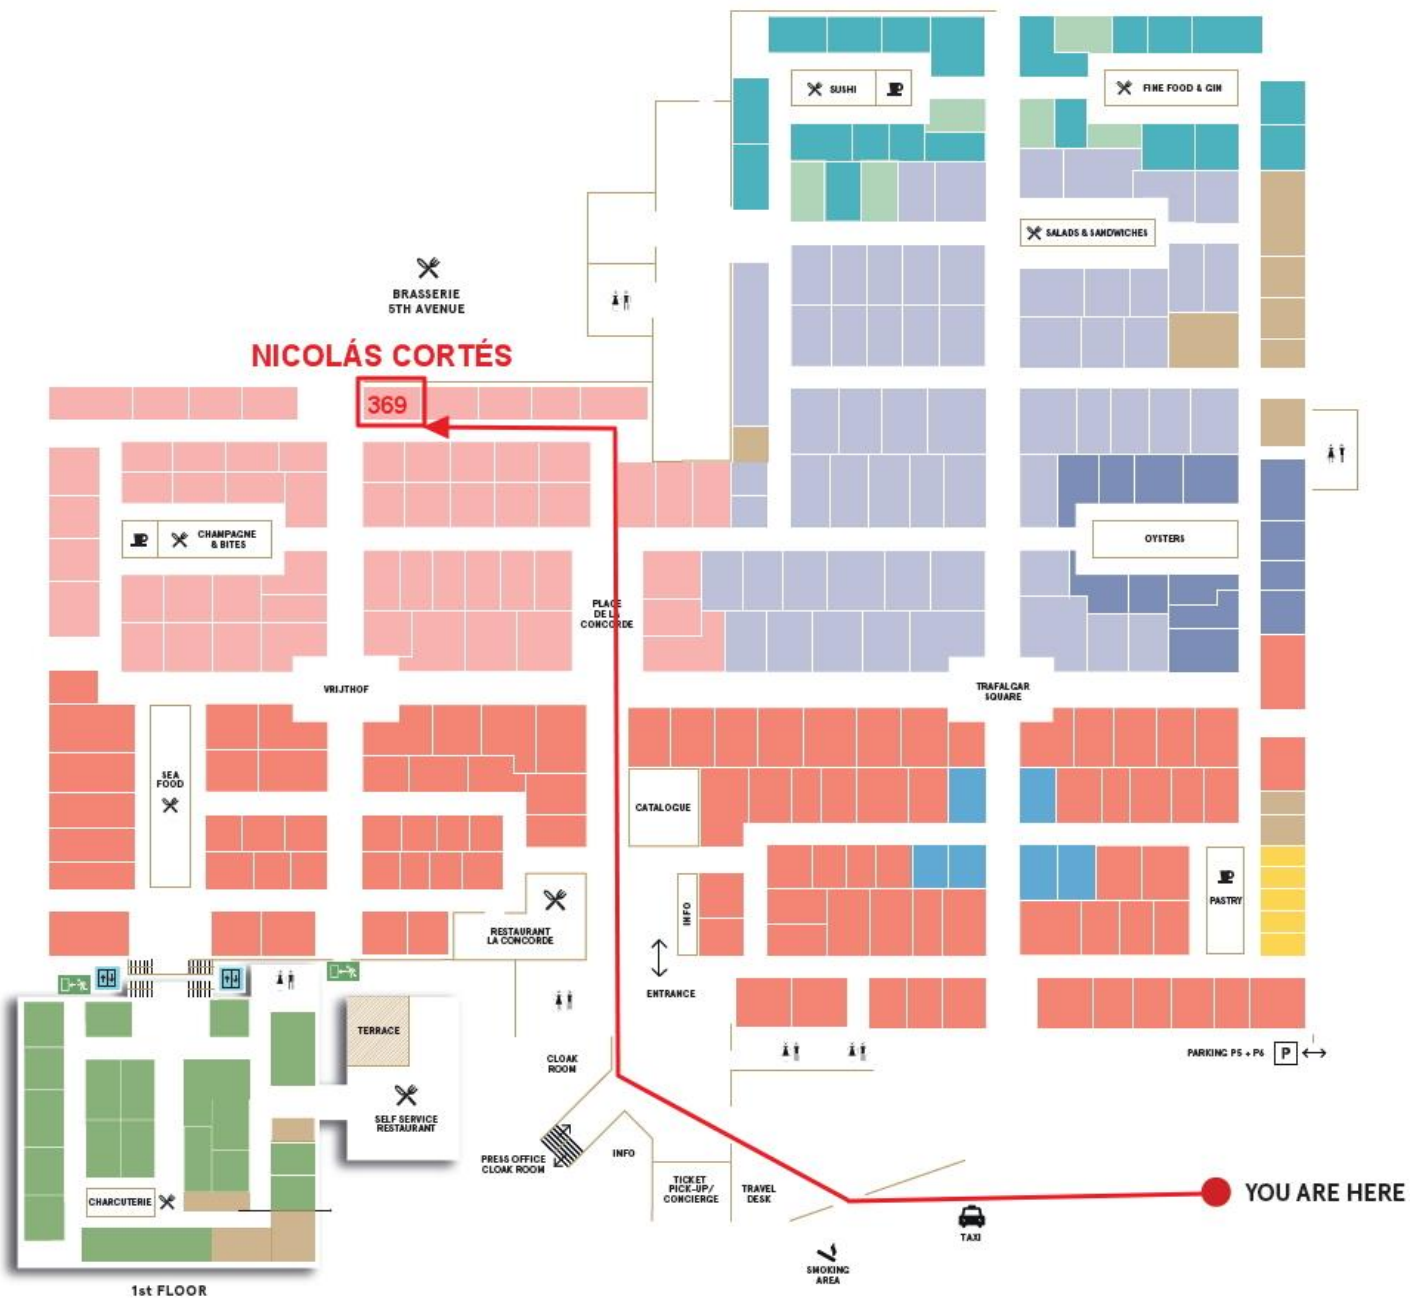 SUSHI
FINE FOOD & GIN
SALADS & SANDWICHES
BRASSERIE
5TH AVENUE
NICOLÁS CORTÉS
369
CHAMPAGNE
& BITES
OYSTERS
PLACE
DE LA
CONCORDE
VRIJTHOF
TRAFALGAR
SQUARE
SEA
FOOD
CATALOGUE
PASTRY
INFO
RESTAURANT
LA CONCORDE
ENTRANCE
TERRACE
CLOAK
ROOM
PARKING P5 + P6
P
SELF SERVICE
RESTAURANT
PRESS OFFICE
CLOAK ROOM
INFO
TICKET
PICK-UP/
CONCIERGE
TRAVEL
DESK
YOU ARE HERE
CHARCUTERIE
TAXI
SMOKING
AREA
1st FLOOR